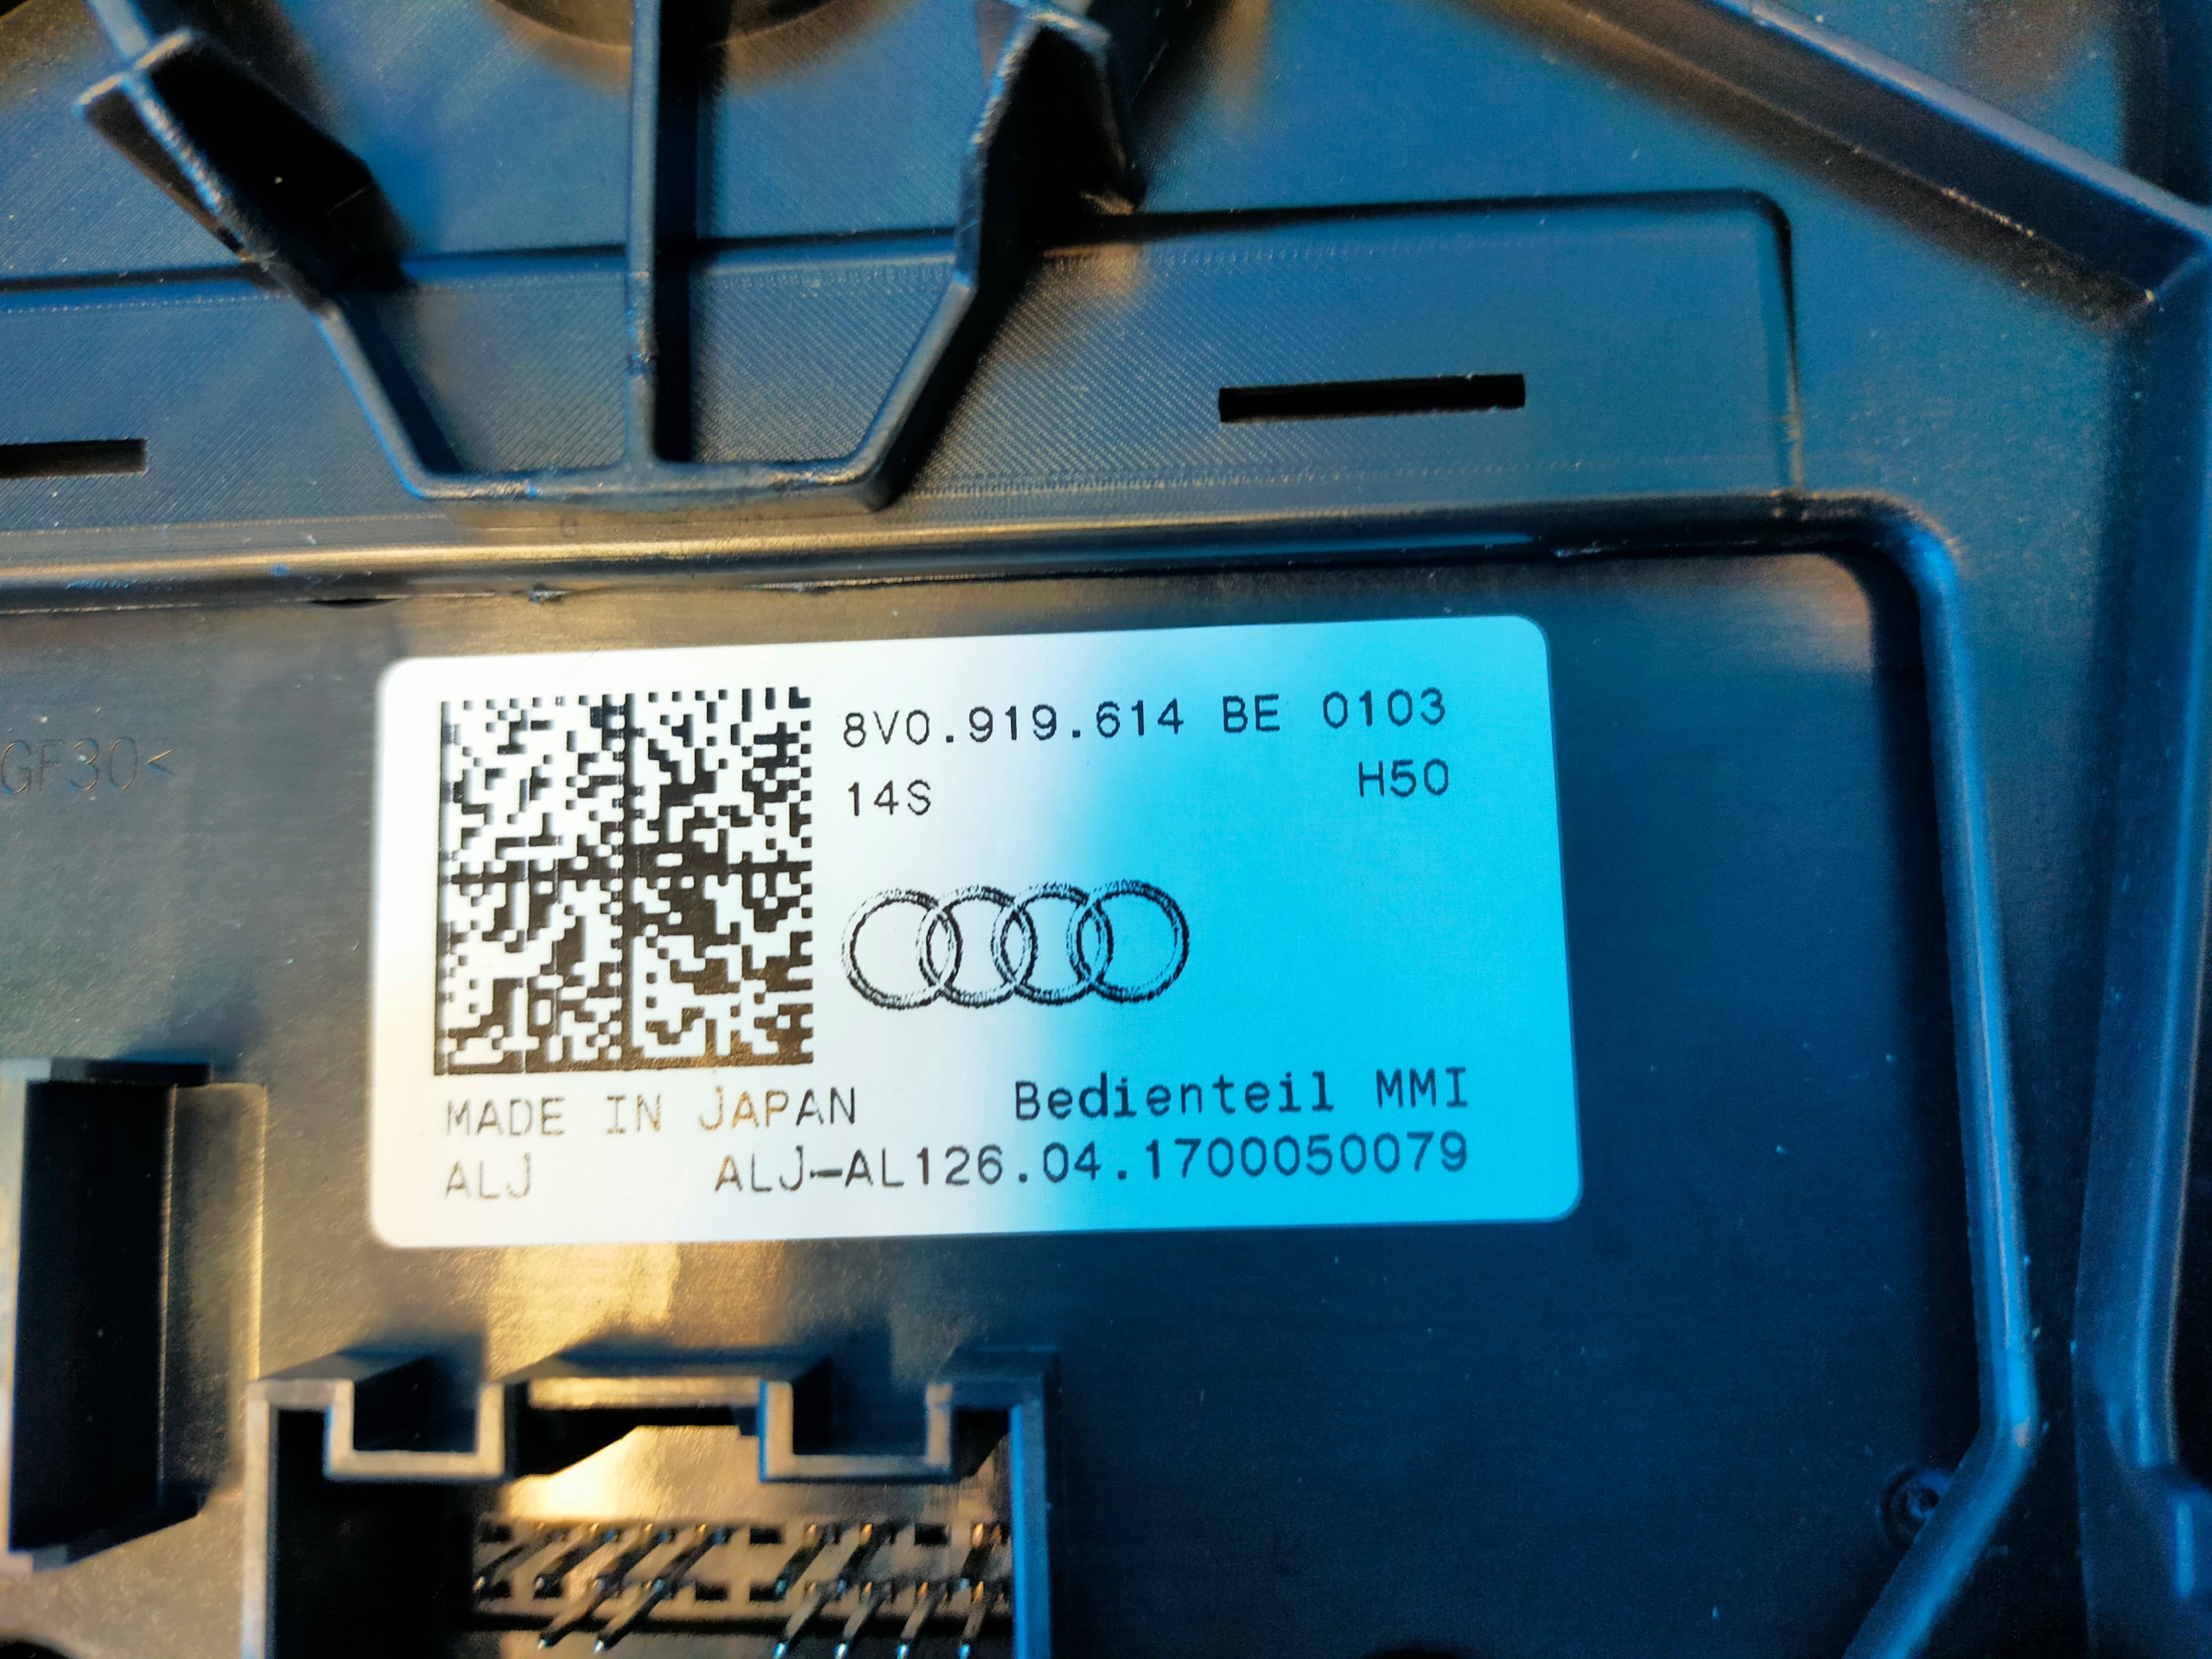 GF30<
8V0.919.614 BE 0103
14S H50
MADE IN JAPAN Bedienteil MMI
ALJ ALJ-AL126.04.1700050079